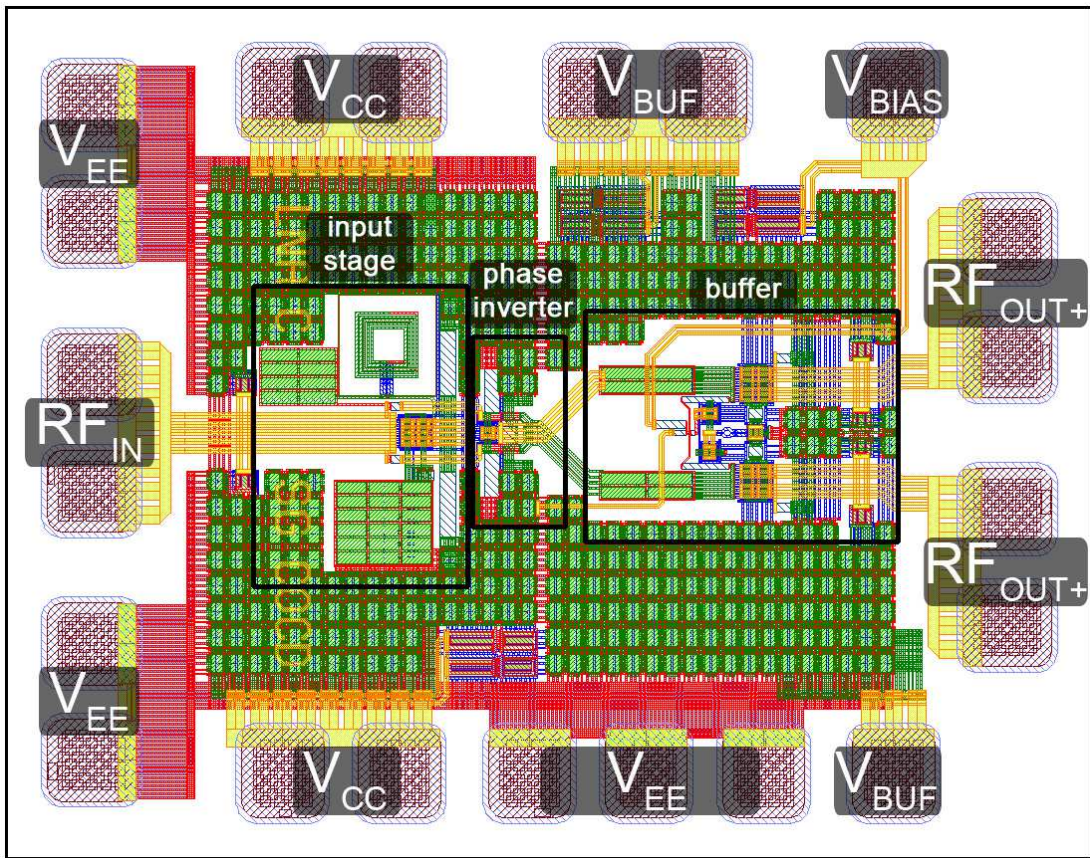 VCC
VBUF
VBIAS
VEE
input
stage
phase
inverter
buffer
RFOUT+
RFIN
RFOUT+
VEE
VCC
VEE
VBUF